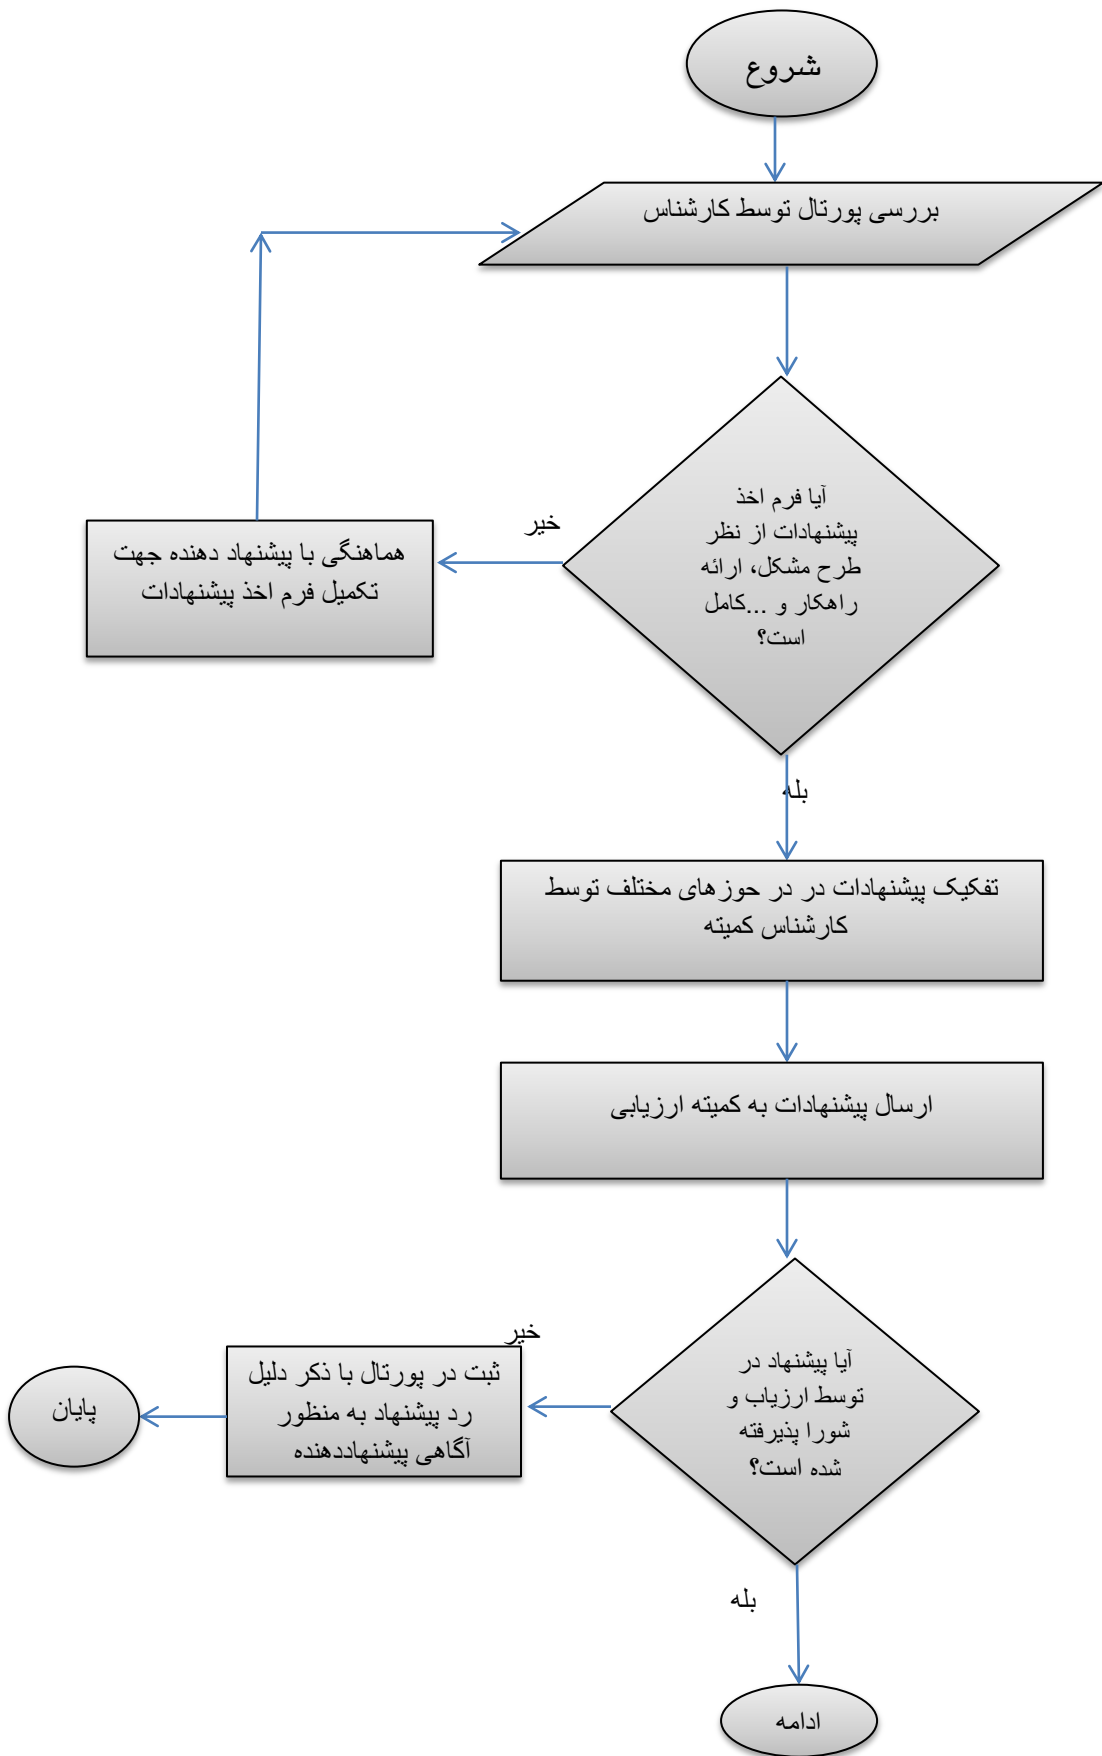 شروع
بررسی پورتال توسط کارشناس
آیا فرم اخذ
پیشنهادات از نظر
طرح مشکل، ارائه
راهکار و ...کامل
است؟
خیر
هماهنگی با پیشنهاد دهنده جهت
تکمیل فرم اخذ پیشنهادات
بله
تفکیک پیشنهادات در در حوزهای مختلف توسط
کارشناس کمیته
ارسال پیشنهادات به کمیته ارزیابی
آیا پیشنهاد در
توسط ارزیاب و
شورا پذیرفته
شده است؟
خیر
ثبت در پورتال با ذکر دلیل
رد پیشنهاد به منظور
آگاهی پیشنهاددهنده
پایان
بله
ادامه